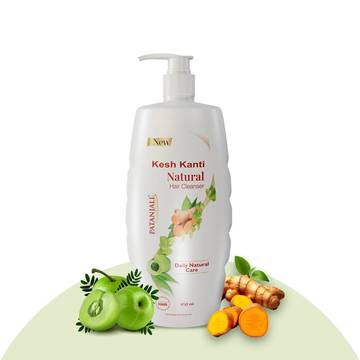 New
Kesh Kanti
Natural
Hair Cleanser
PATANJALI
Daily Natural
Care